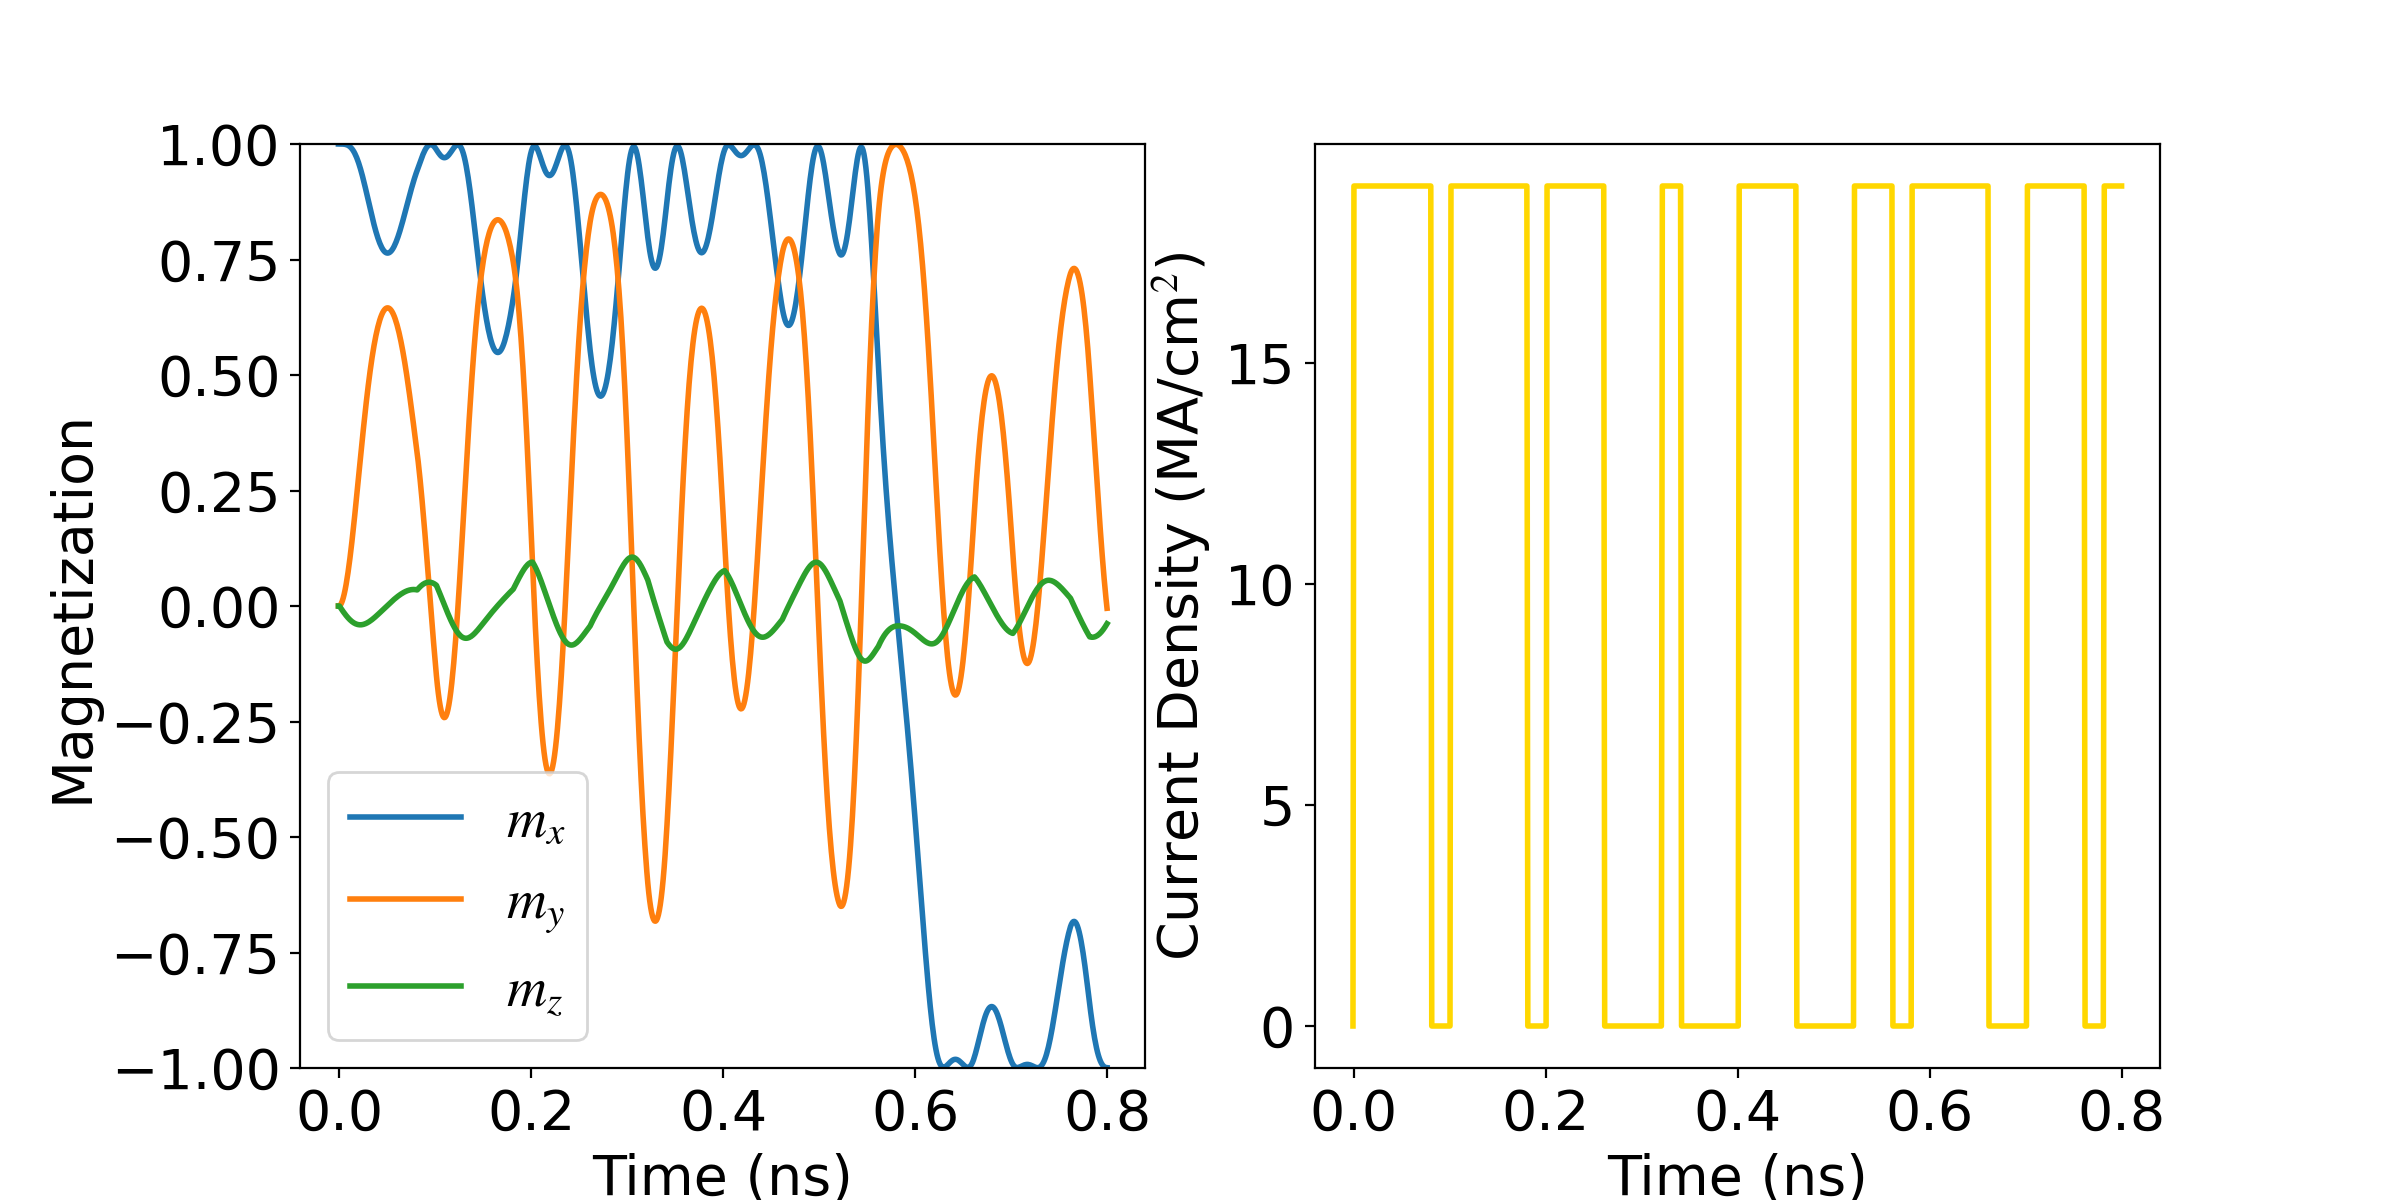 Magnetization
1.00
0.75
0.50
0.25
0.00
−0.25
−0.50
−0.75
−1.00
m_x
m_y
m_z
0.0 0.2 0.4 0.6 0.8
Time (ns)
Current Density (MA/cm²)
15
10
5
0
0.0 0.2 0.4 0.6 0.8
Time (ns)